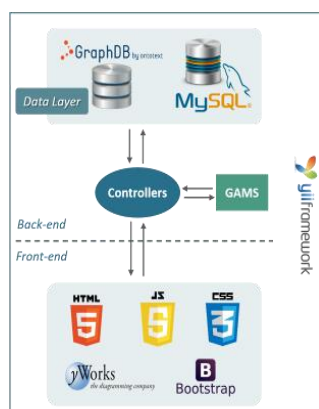 GraphDB by ontotext
MySQL®
Data Layer
Controllers
GAMS
Back-end
Front-end
yiiframework
HTML JS CSS
5 5 3
yWorks
the diagramming company
B
Bootstrap